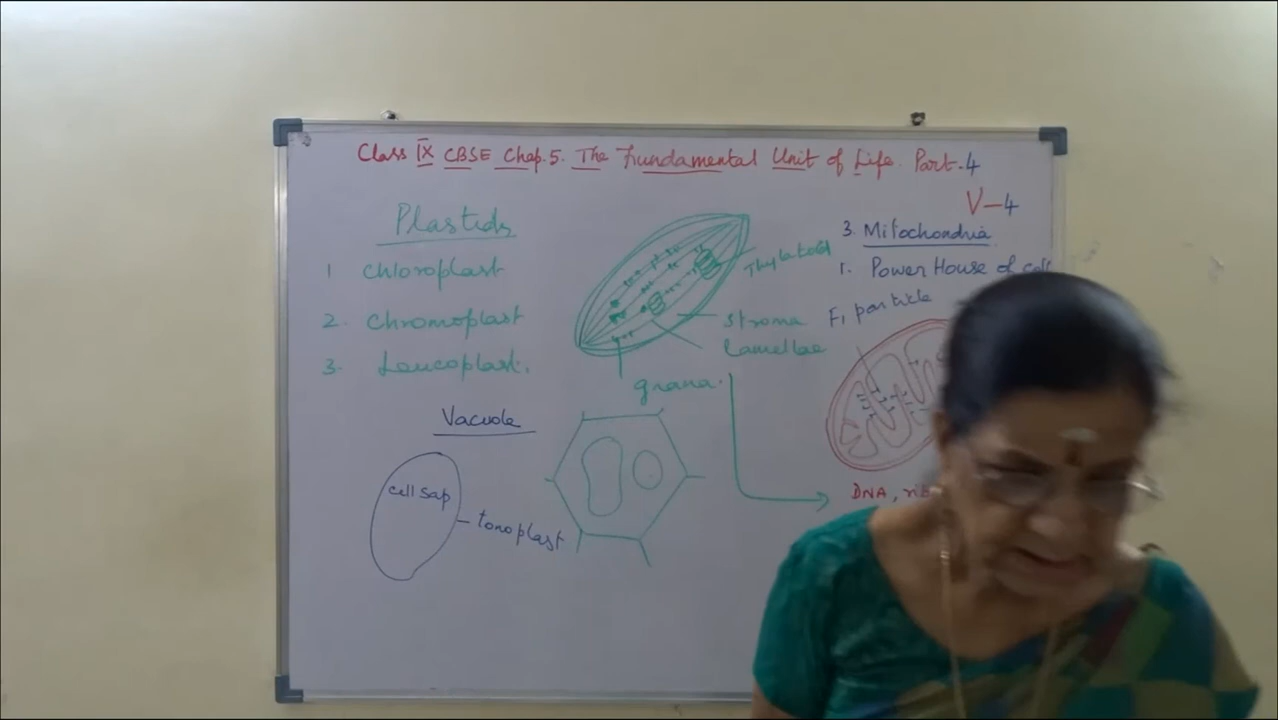 Class IX CBSE Chap.5. The Fundamental Unit of Life. Part-4
V-4
Plastids
1 Chloroplast
2. Chromoplast
3. Leucoplast.
Thylakoid
Stroma
lamellae
grana.
3. Mitochondria
1. Power House of cell
F1 particle
DNA,
Vacuole
cell sap
tonoplast